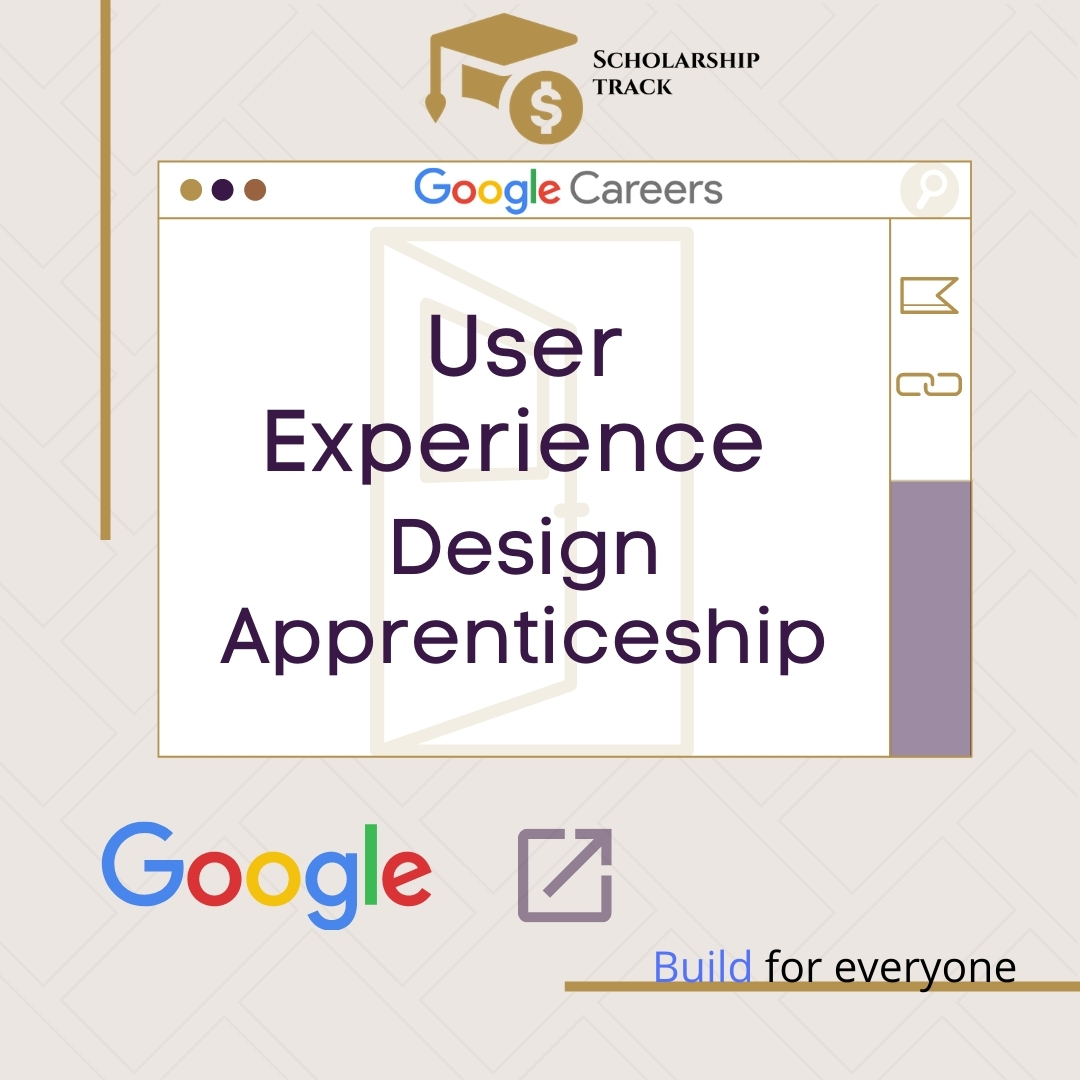 Scholarship
track
Google Careers
User
Experience
Design
Apprenticeship
Google
Build for everyone